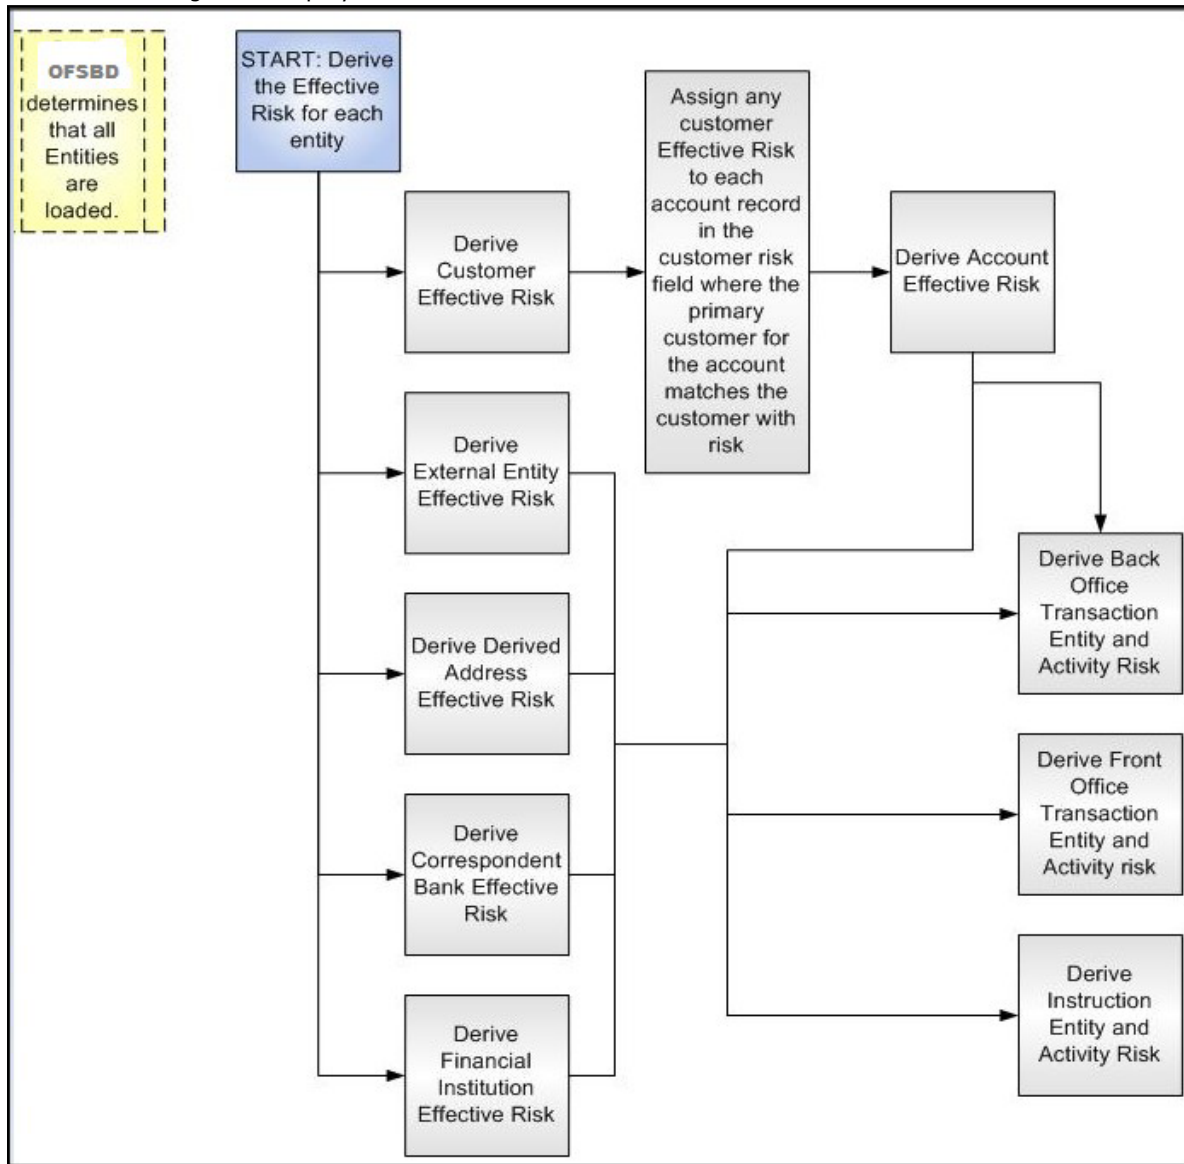 OFSBD
determines
that all
Entities
are
loaded.
START: Derive
the Effective
Risk for each
entity
Derive
Customer
Effective Risk
Assign any
customer
Effective Risk
to each
account record
in the
customer risk
field where the
primary
customer for
the account
matches the
customer with
risk
Derive Account
Effective Risk
Derive
External Entity
Effective Risk
Derive Derived
Address
Effective Risk
Derive
Correspondent
Bank Effective
Risk
Derive
Financial
Institution
Effective Risk
Derive Back
Office
Transaction
Entity and
Activity Risk
Derive Front
Office
Transaction
Entity and
Activity risk
Derive
Instruction
Entity and
Activity Risk